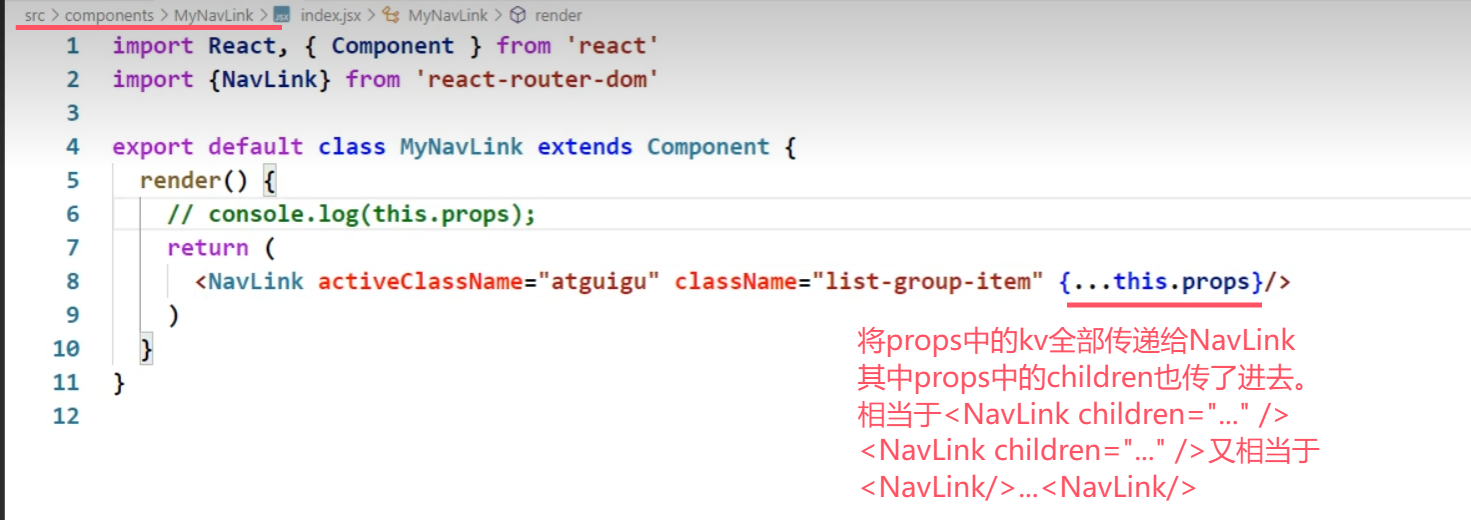 src > components > MyNavLink > JSX index.jsx > MyNavLink > render
1 import React, { Component } from 'react'
2 import {NavLink} from 'react-router-dom'
3
4 export default class MyNavLink extends Component {
5 render() {
6 // console.log(this.props);
7 return (
8 <NavLink activeClassName="atguigu" className="list-group-item" {...this.props}/>
9 )
10 }
11 }
12
将props中的kv全部传递给NavLink
其中props中的children也传了进去。
相当于<NavLink children="..." />
<NavLink children="..." />又相当于
<NavLink/>...<NavLink/>